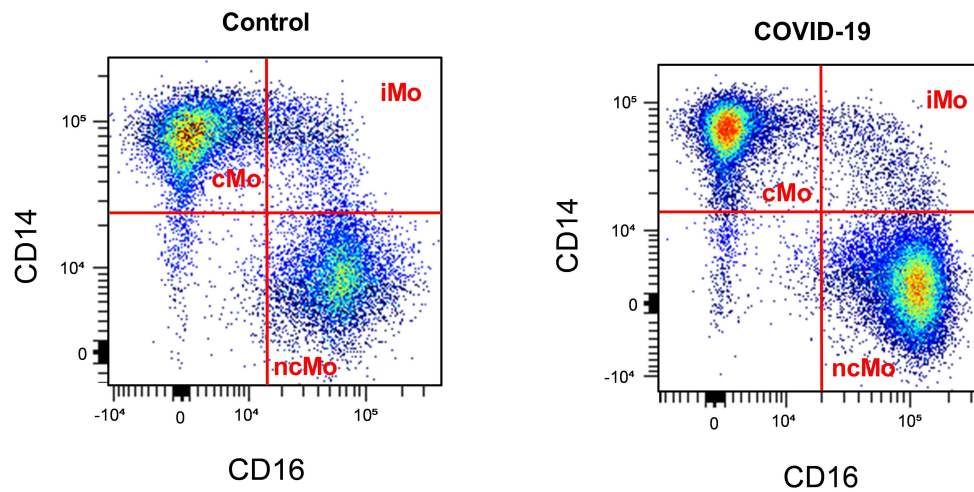 Control
iMo
cMo
ncMo
10⁵
10⁴
0
-10⁴
0
10⁴
10⁵
CD14
CD16
COVID-19
iMo
cMo
ncMo
10⁵
10⁴
0
-10⁴
0
10⁴
10⁵
CD14
CD16